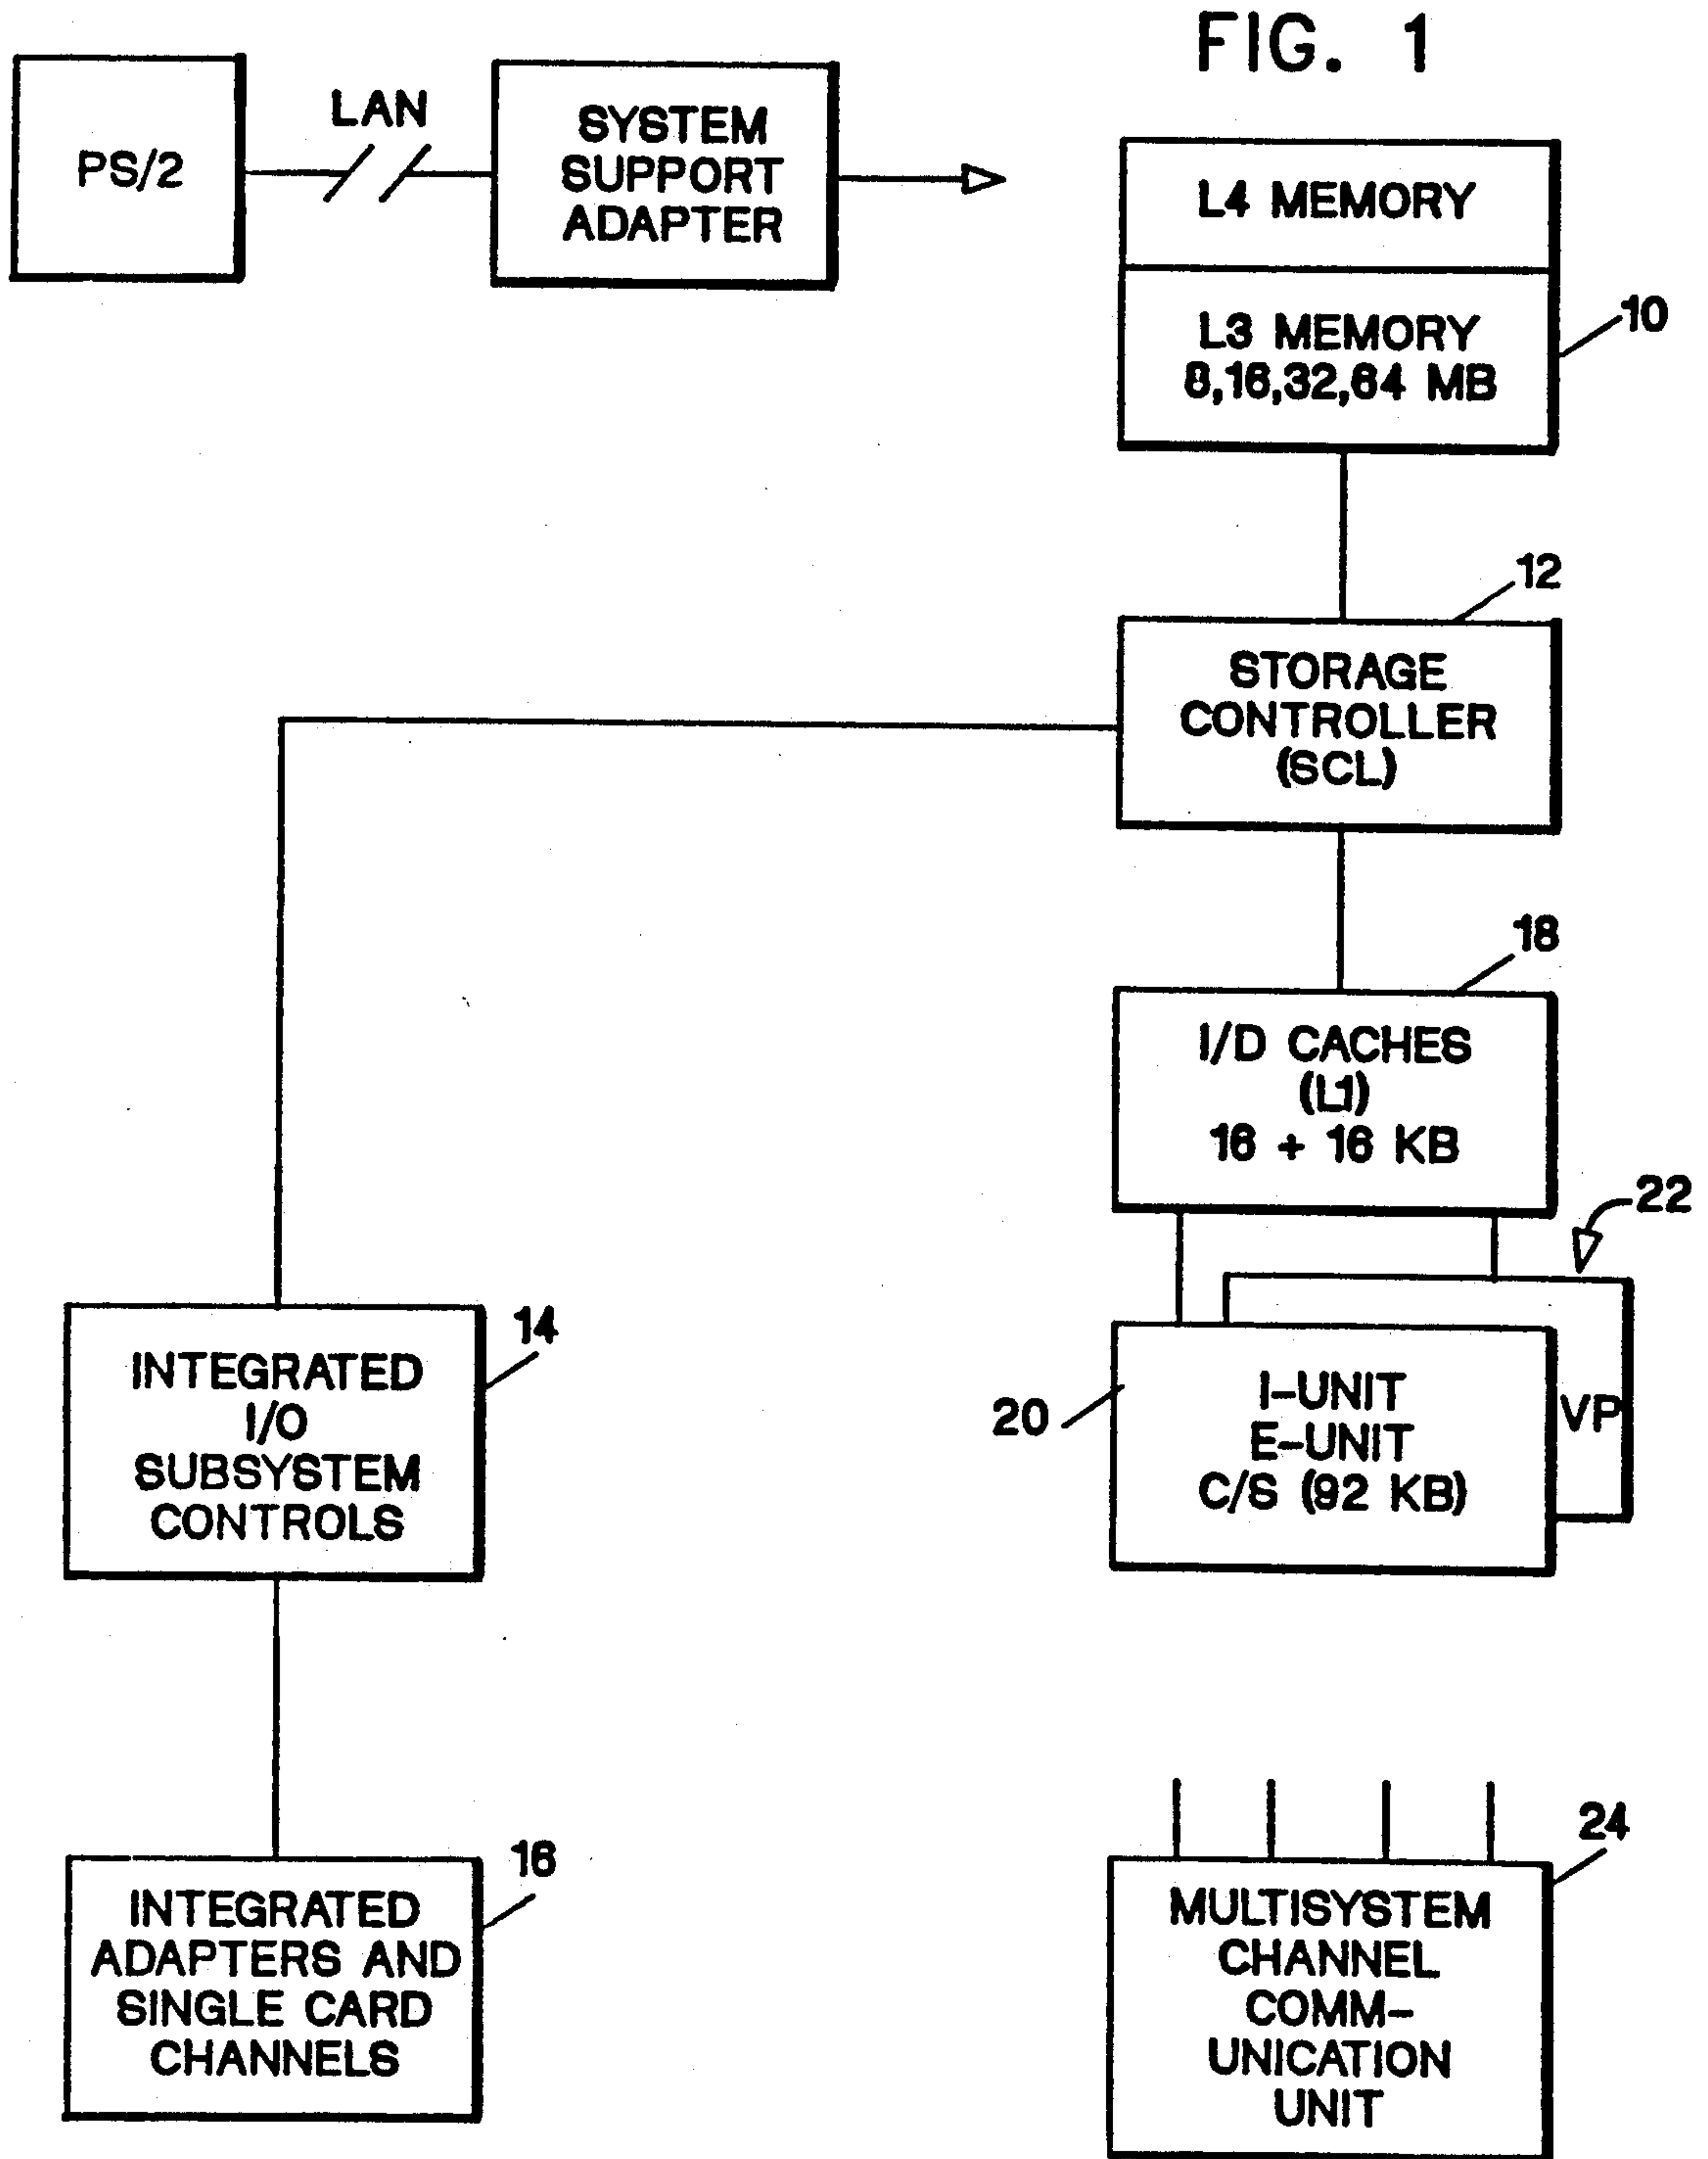 FIG. 1
PS/2
LAN
SYSTEM
SUPPORT
ADAPTER
L4 MEMORY
L3 MEMORY
8,16,32,64 MB
10
12
STORAGE
CONTROLLER
(SCL)
18
I/D CACHES
(L1)
16 + 16 KB
22
14
INTEGRATED
I/O
SUBSYSTEM
CONTROLS
20
I-UNIT
E-UNIT
C/S (92 KB)
VP
16
INTEGRATED
ADAPTERS AND
SINGLE CARD
CHANNELS
24
MULTISYSTEM
CHANNEL
COMM-
UNICATION
UNIT